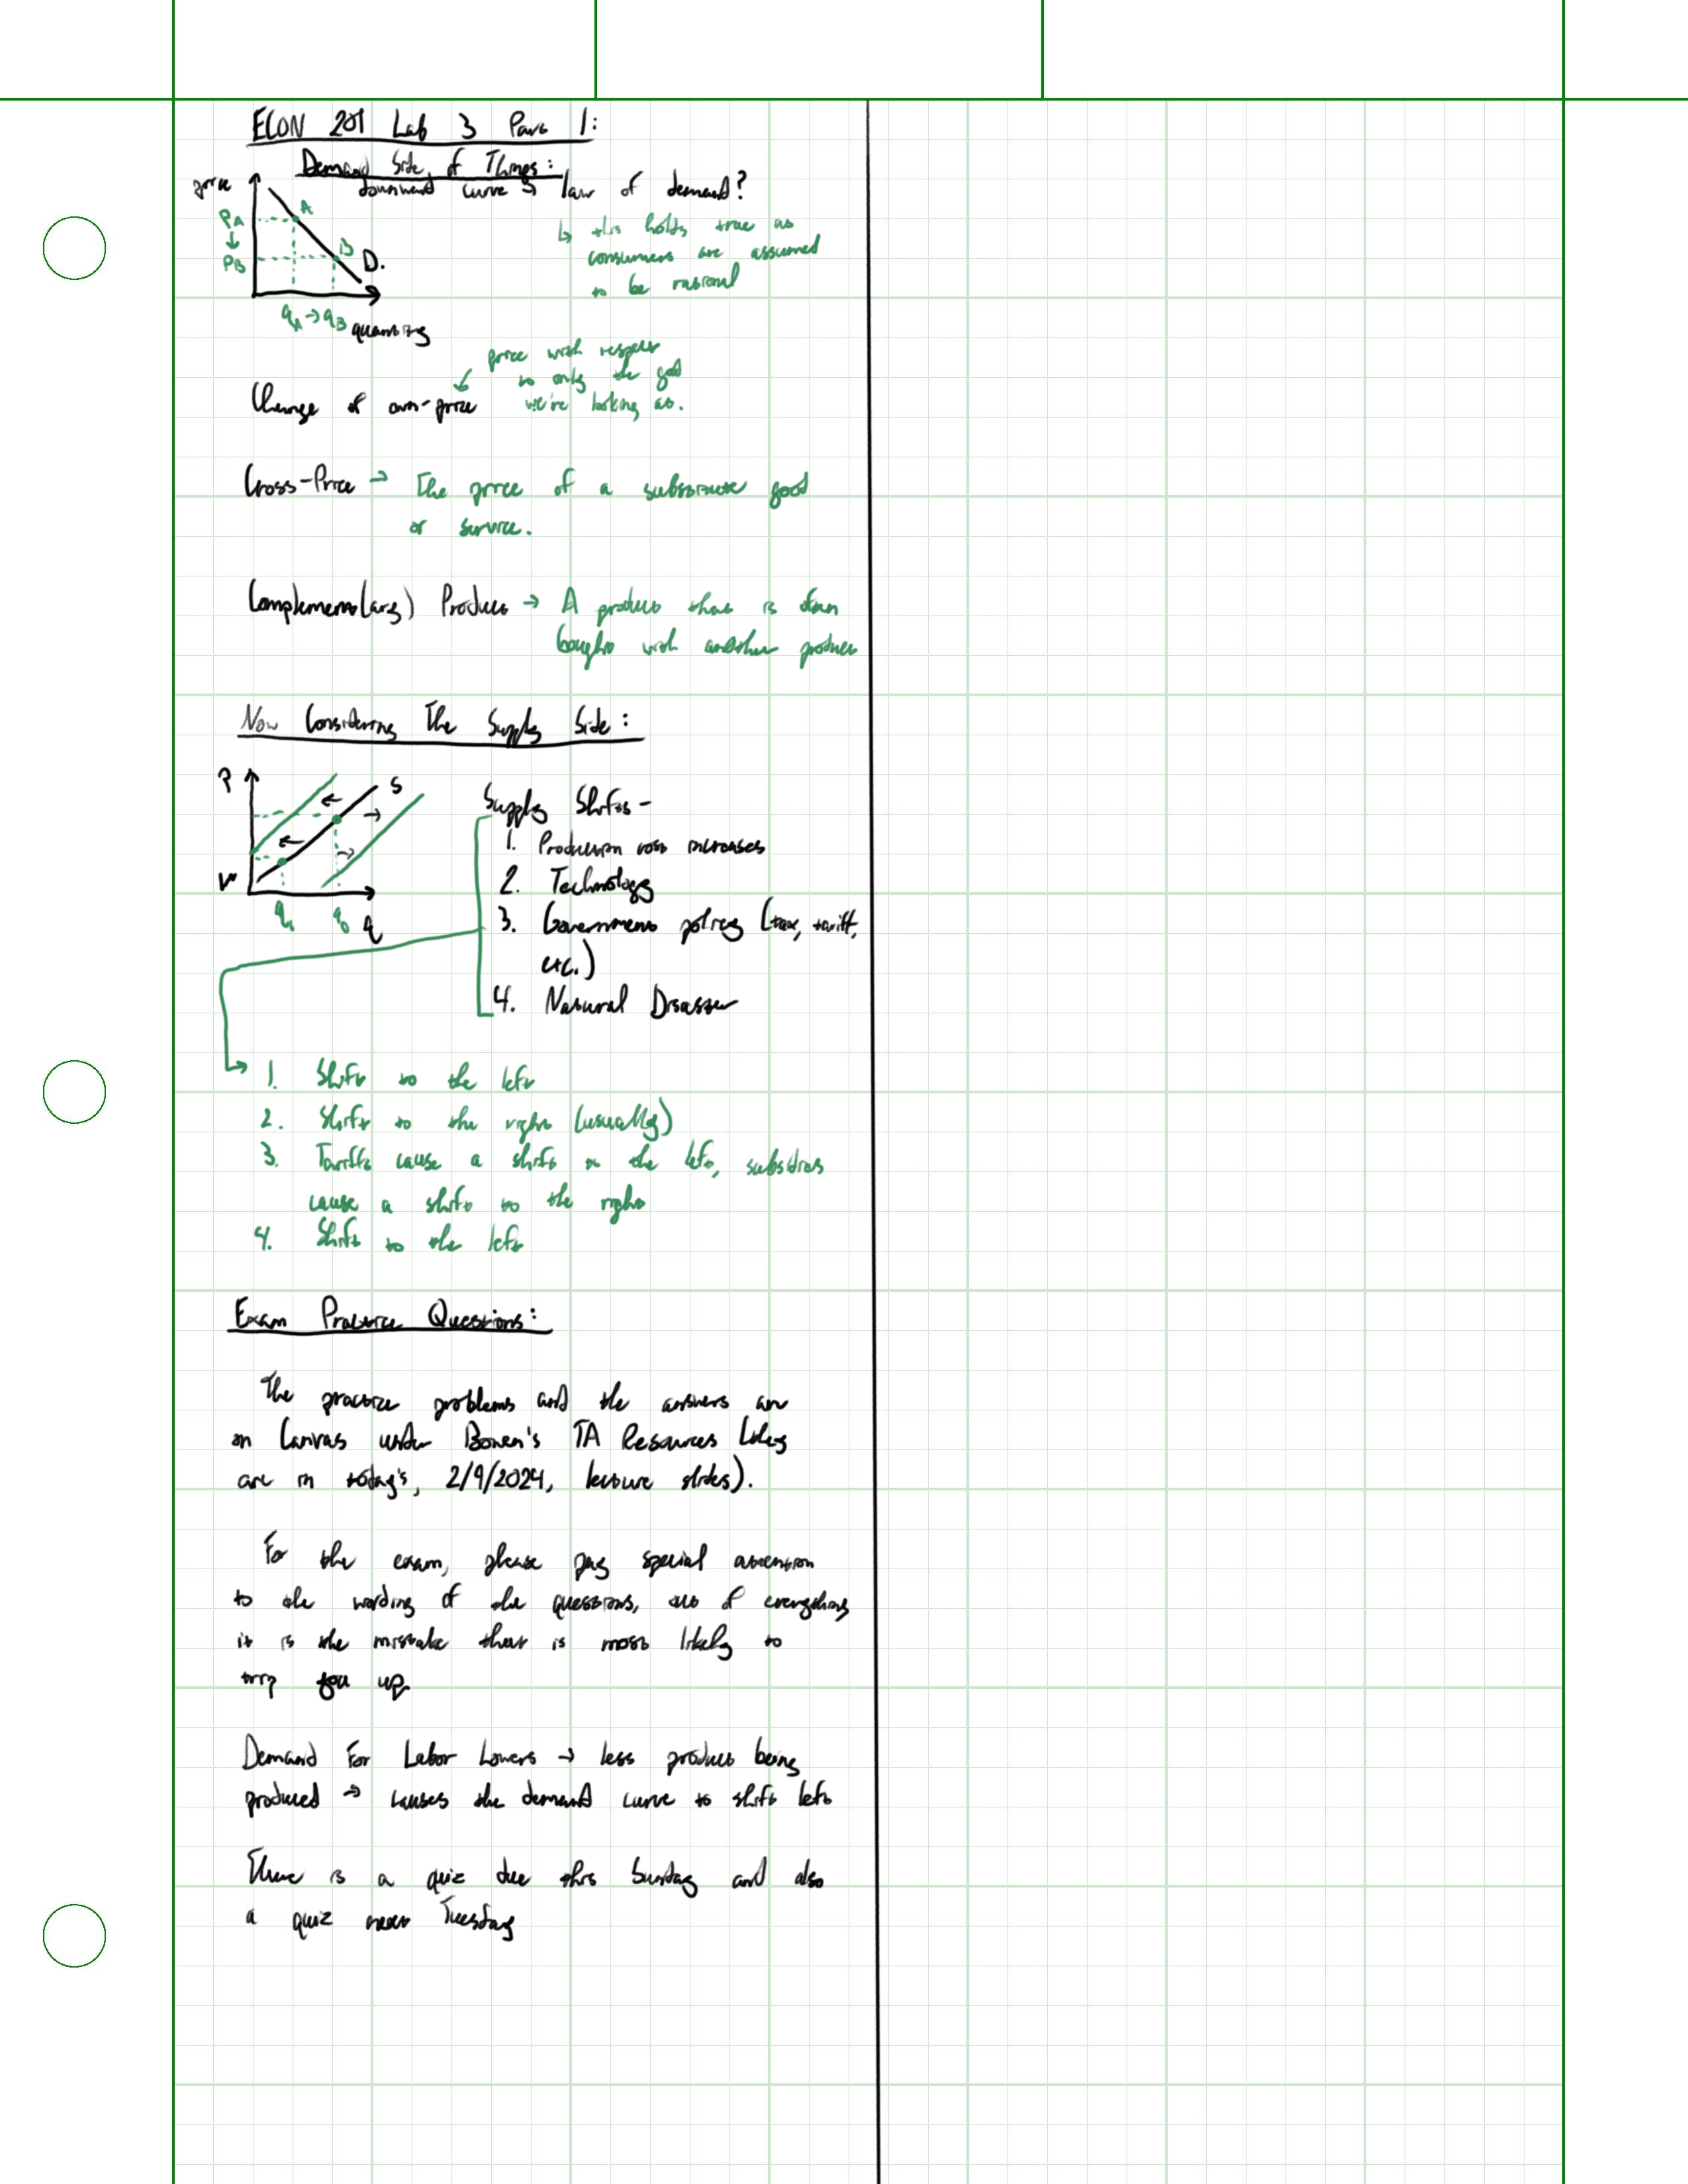 ECON 201 Lab 3 Part 1:
Demand Side of Things:
price
downward curve → law of demand?
PA
A
↳ this holds true as
↓
B
consumers are assumed
PB
D.
to be rational
qA → qB
quantity
price with respect
to only the good
Change of own-price
we're looking at.
Cross-Price → The price of a substitute good
or service.
Complement(ary) Product → A product that is often
bought with another product
Now Considering The Supply Side:
P
S
Supply Shifts-
1. Production cost increases
2. Technology
q1
q0
q
3. Government policy (tax, tariff,
etc.)
4. Natural Disaster
1. Shift to the left
2. Shift to the right (usually)
3. Tariffs cause a shift to the left, subsidies
cause a shift to the right
4. Shift to the left
Exam Practice Questions:
The practice problems and the answers are
on Canvas under Bowen's TA Resources (they
are in today's, 2/9/2024, lecture slides).
For the exam, please pay special attention
to the wording of the questions, out of everything
it is the mistake that is most likely to
trip you up
Demand For Labor Lowers → less product being
produced → causes the demand curve to shift left
There is a quiz due this Sunday and also
a quiz next Tuesday